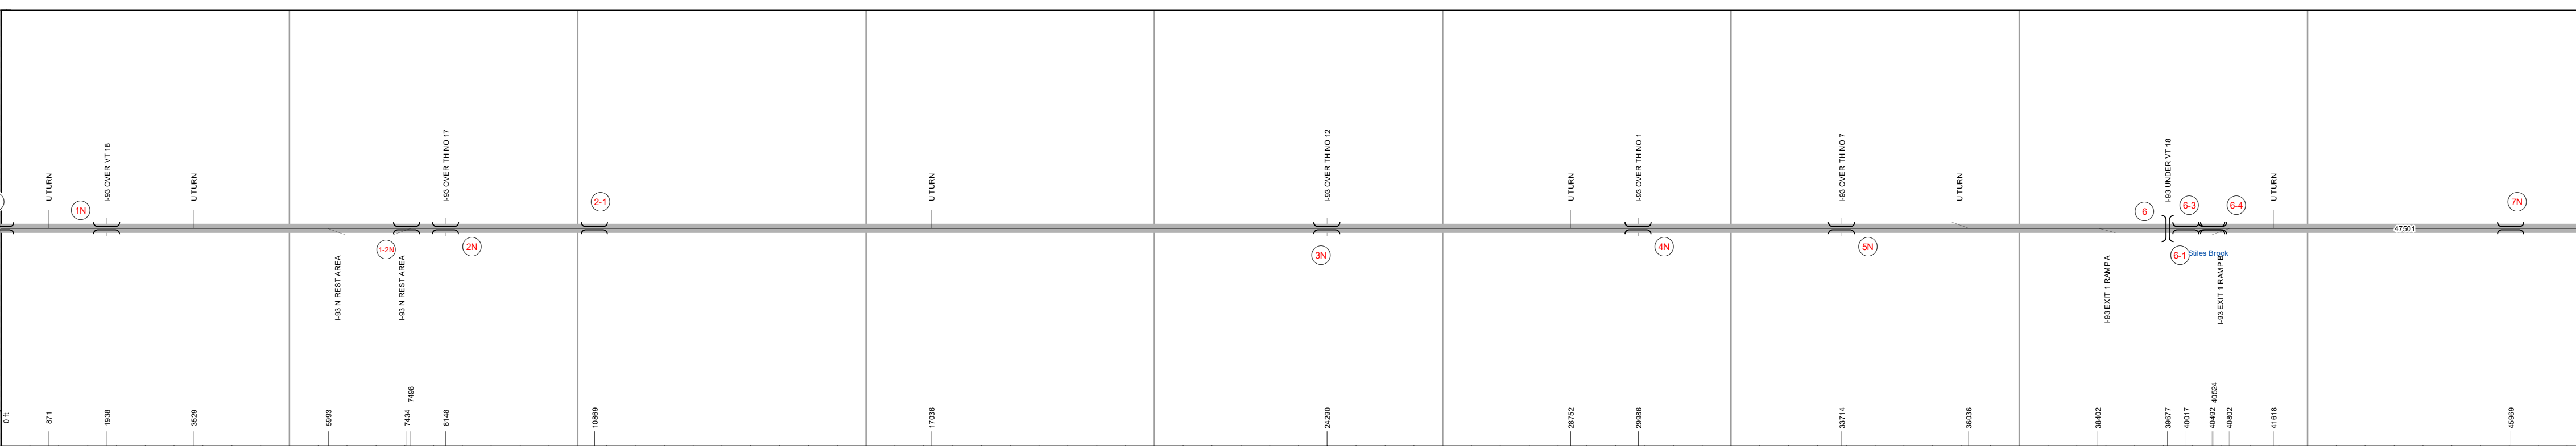 U TURN
I-93 OVER VT 18
U TURN
I-93 OVER TH NO 17
U TURN
I-93 OVER TH NO 12
U TURN
I-93 OVER TH NO 1
I-93 OVER TH NO 7
U TURN
I-93 UNDER VT 18
U TURN
1N
1-2N
2N
2-1
3N
4N
5N
6
6-3
6-4
6-1
7N
Stiles Brook
47501
I-93 N REST AREA
I-93 N REST AREA
I-93 EXIT 1 RAMP A
I-93 EXIT 1 RAMP B
0 ft
871
1938
3529
5993
7434
7498
8148
10869
17036
24290
28752
29986
33714
36036
38402
39677
40017
40492
40524
40802
41618
45969